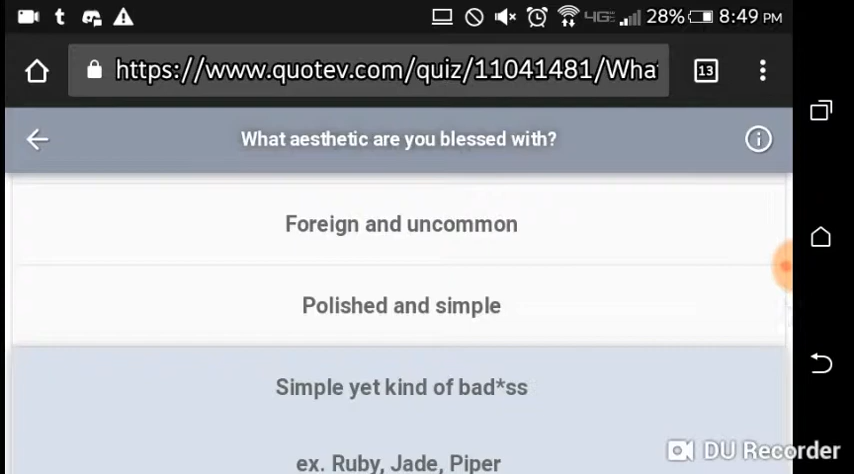 t 4G 28% 8:49 PM
https://www.quotev.com/quiz/11041481/Wha
13
What aesthetic are you blessed with?
Foreign and uncommon
Polished and simple
Simple yet kind of bad*ss
ex. Ruby, Jade, Piper
DU Recorder